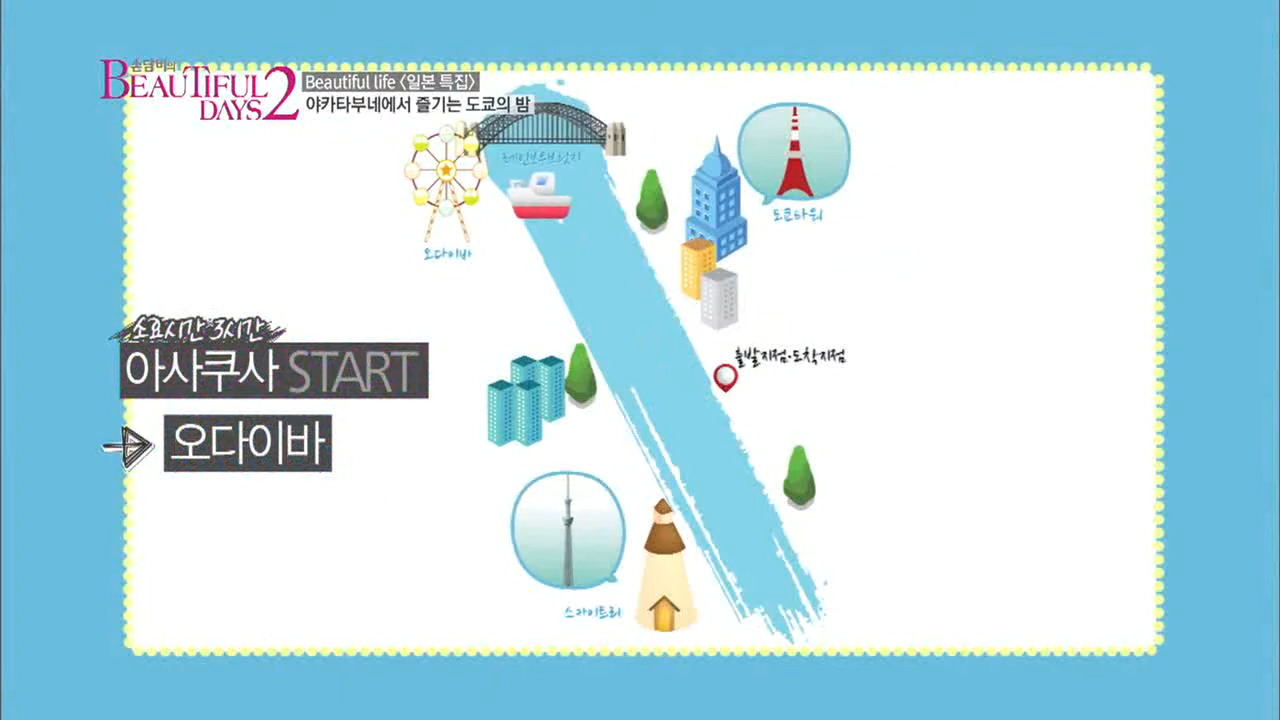 손담비의
BEAUTIFUL
DAYS 2
Beautiful life <일본 특집>
야카타부네에서 즐기는 도쿄의 밤
레인보우브릿지
도쿄타워
오다이바
소요시간 3시간
아사쿠사 START
출발지점·도착지점
오다이바
스카이트리